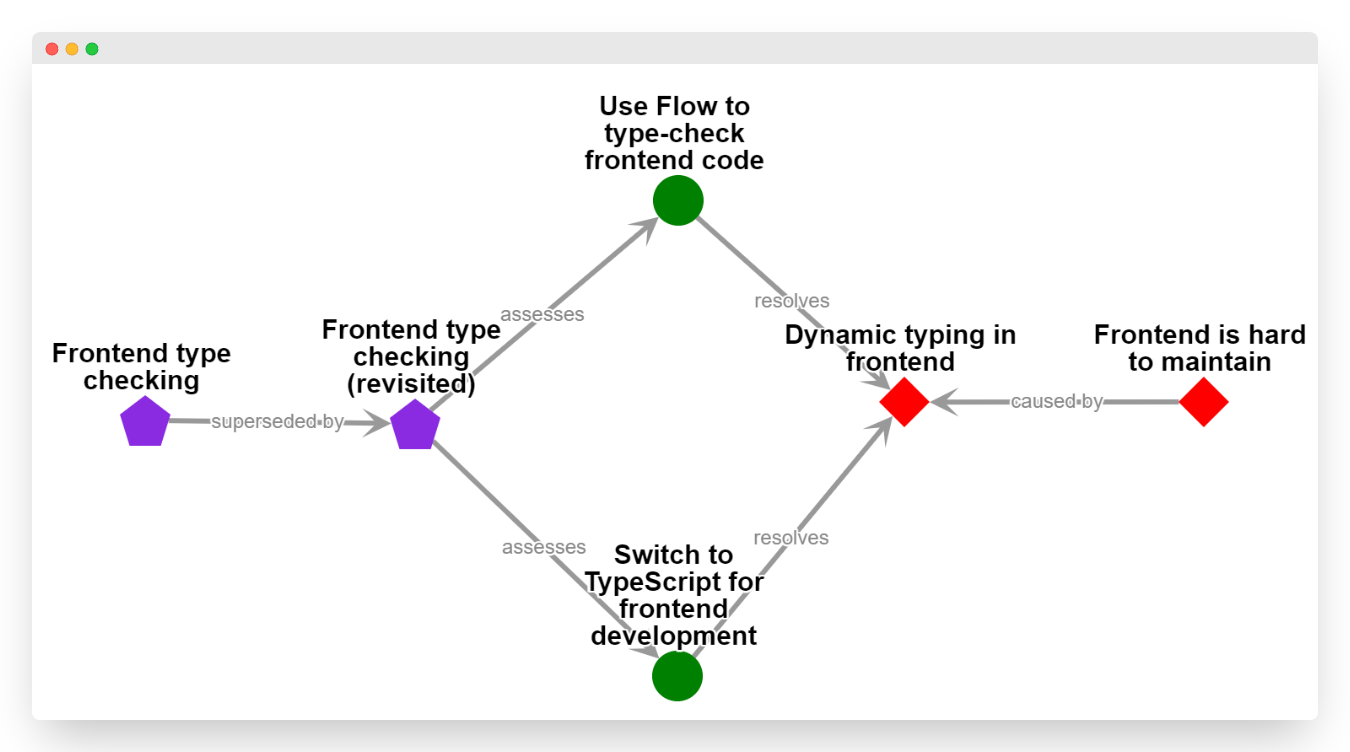 Use Flow to
type-check
frontend code
assesses
resolves
Frontend type
checking
superseded by
Frontend type
checking
(revisited)
Dynamic typing in
frontend
caused by
Frontend is hard
to maintain
assesses
resolves
Switch to
TypeScript for
frontend
development